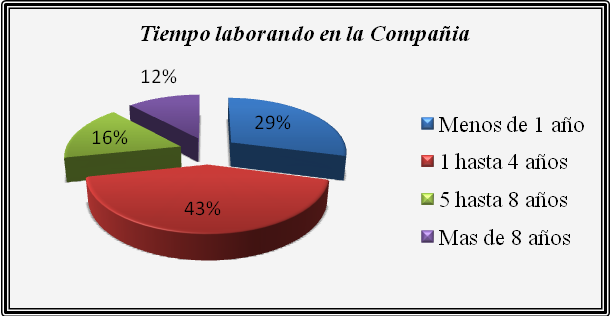 Tiempo laborando en la Compañia
12%
29%
16%
43%
Menos de 1 año
1 hasta 4 años
5 hasta 8 años
Mas de 8 años